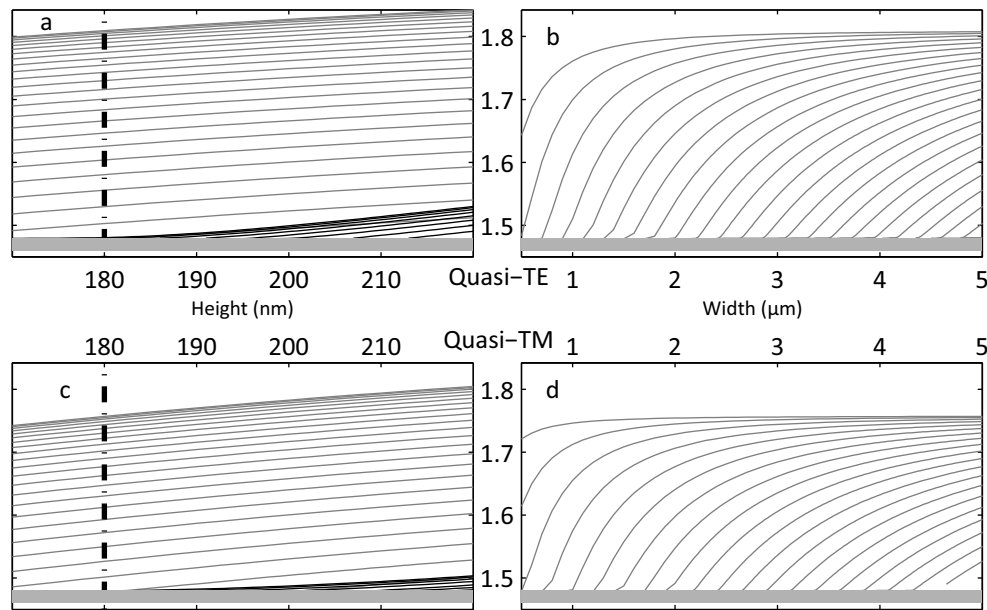 a
b
1.8
1.7
1.6
1.5
180 190 200 210 Quasi−TE 1 2 3 4 5
Height (nm) Width (µm)
180 190 200 210 Quasi−TM 1 2 3 4 5
c
d
1.8
1.7
1.6
1.5